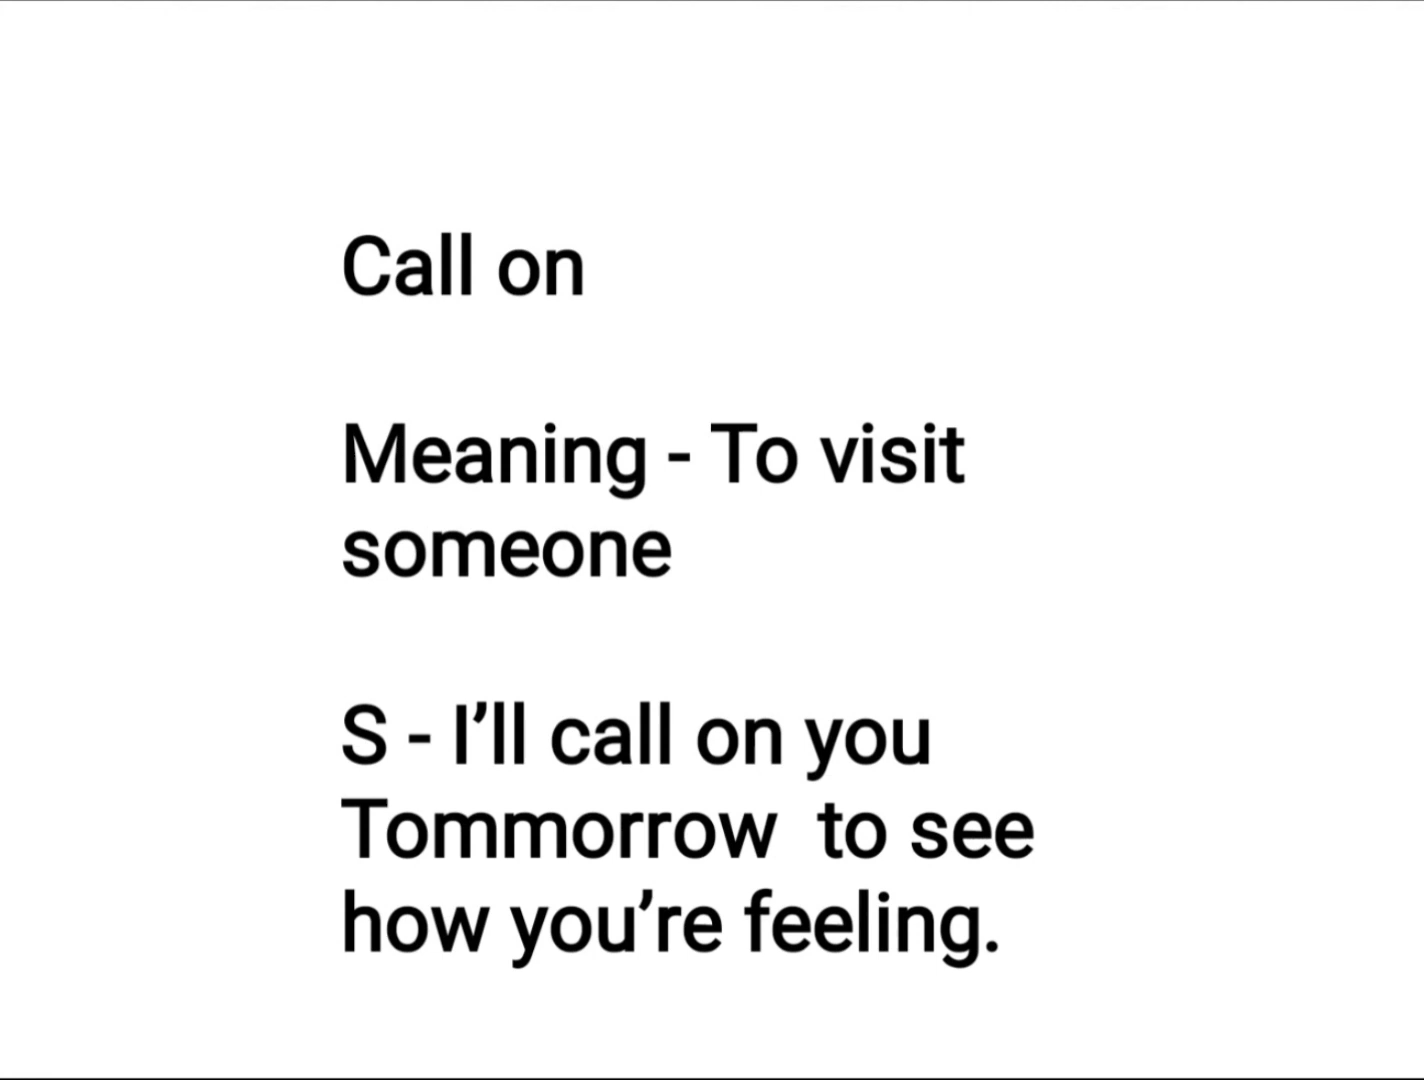 Call on
Meaning - To visit
someone
S - I’ll call on you
Tommorrow  to see
how you’re feeling.